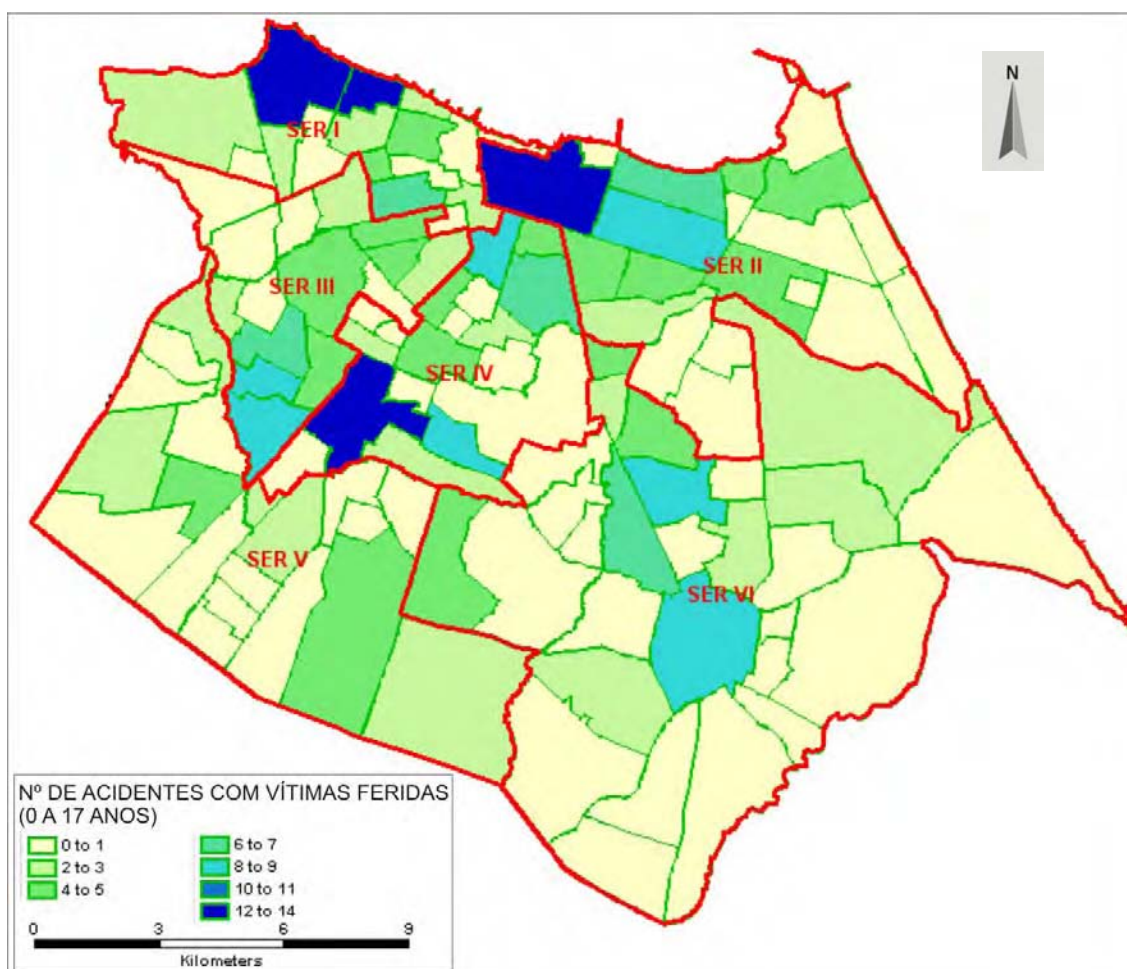 N
SER I
SER II
SER III
SER IV
SER V
SER VI
Nº DE ACIDENTES COM VÍTIMAS FERIDAS
(0 A 17 ANOS)
0 to 1
2 to 3
4 to 5
6 to 7
8 to 9
10 to 11
12 to 14
0 3 6 9
Kilometers